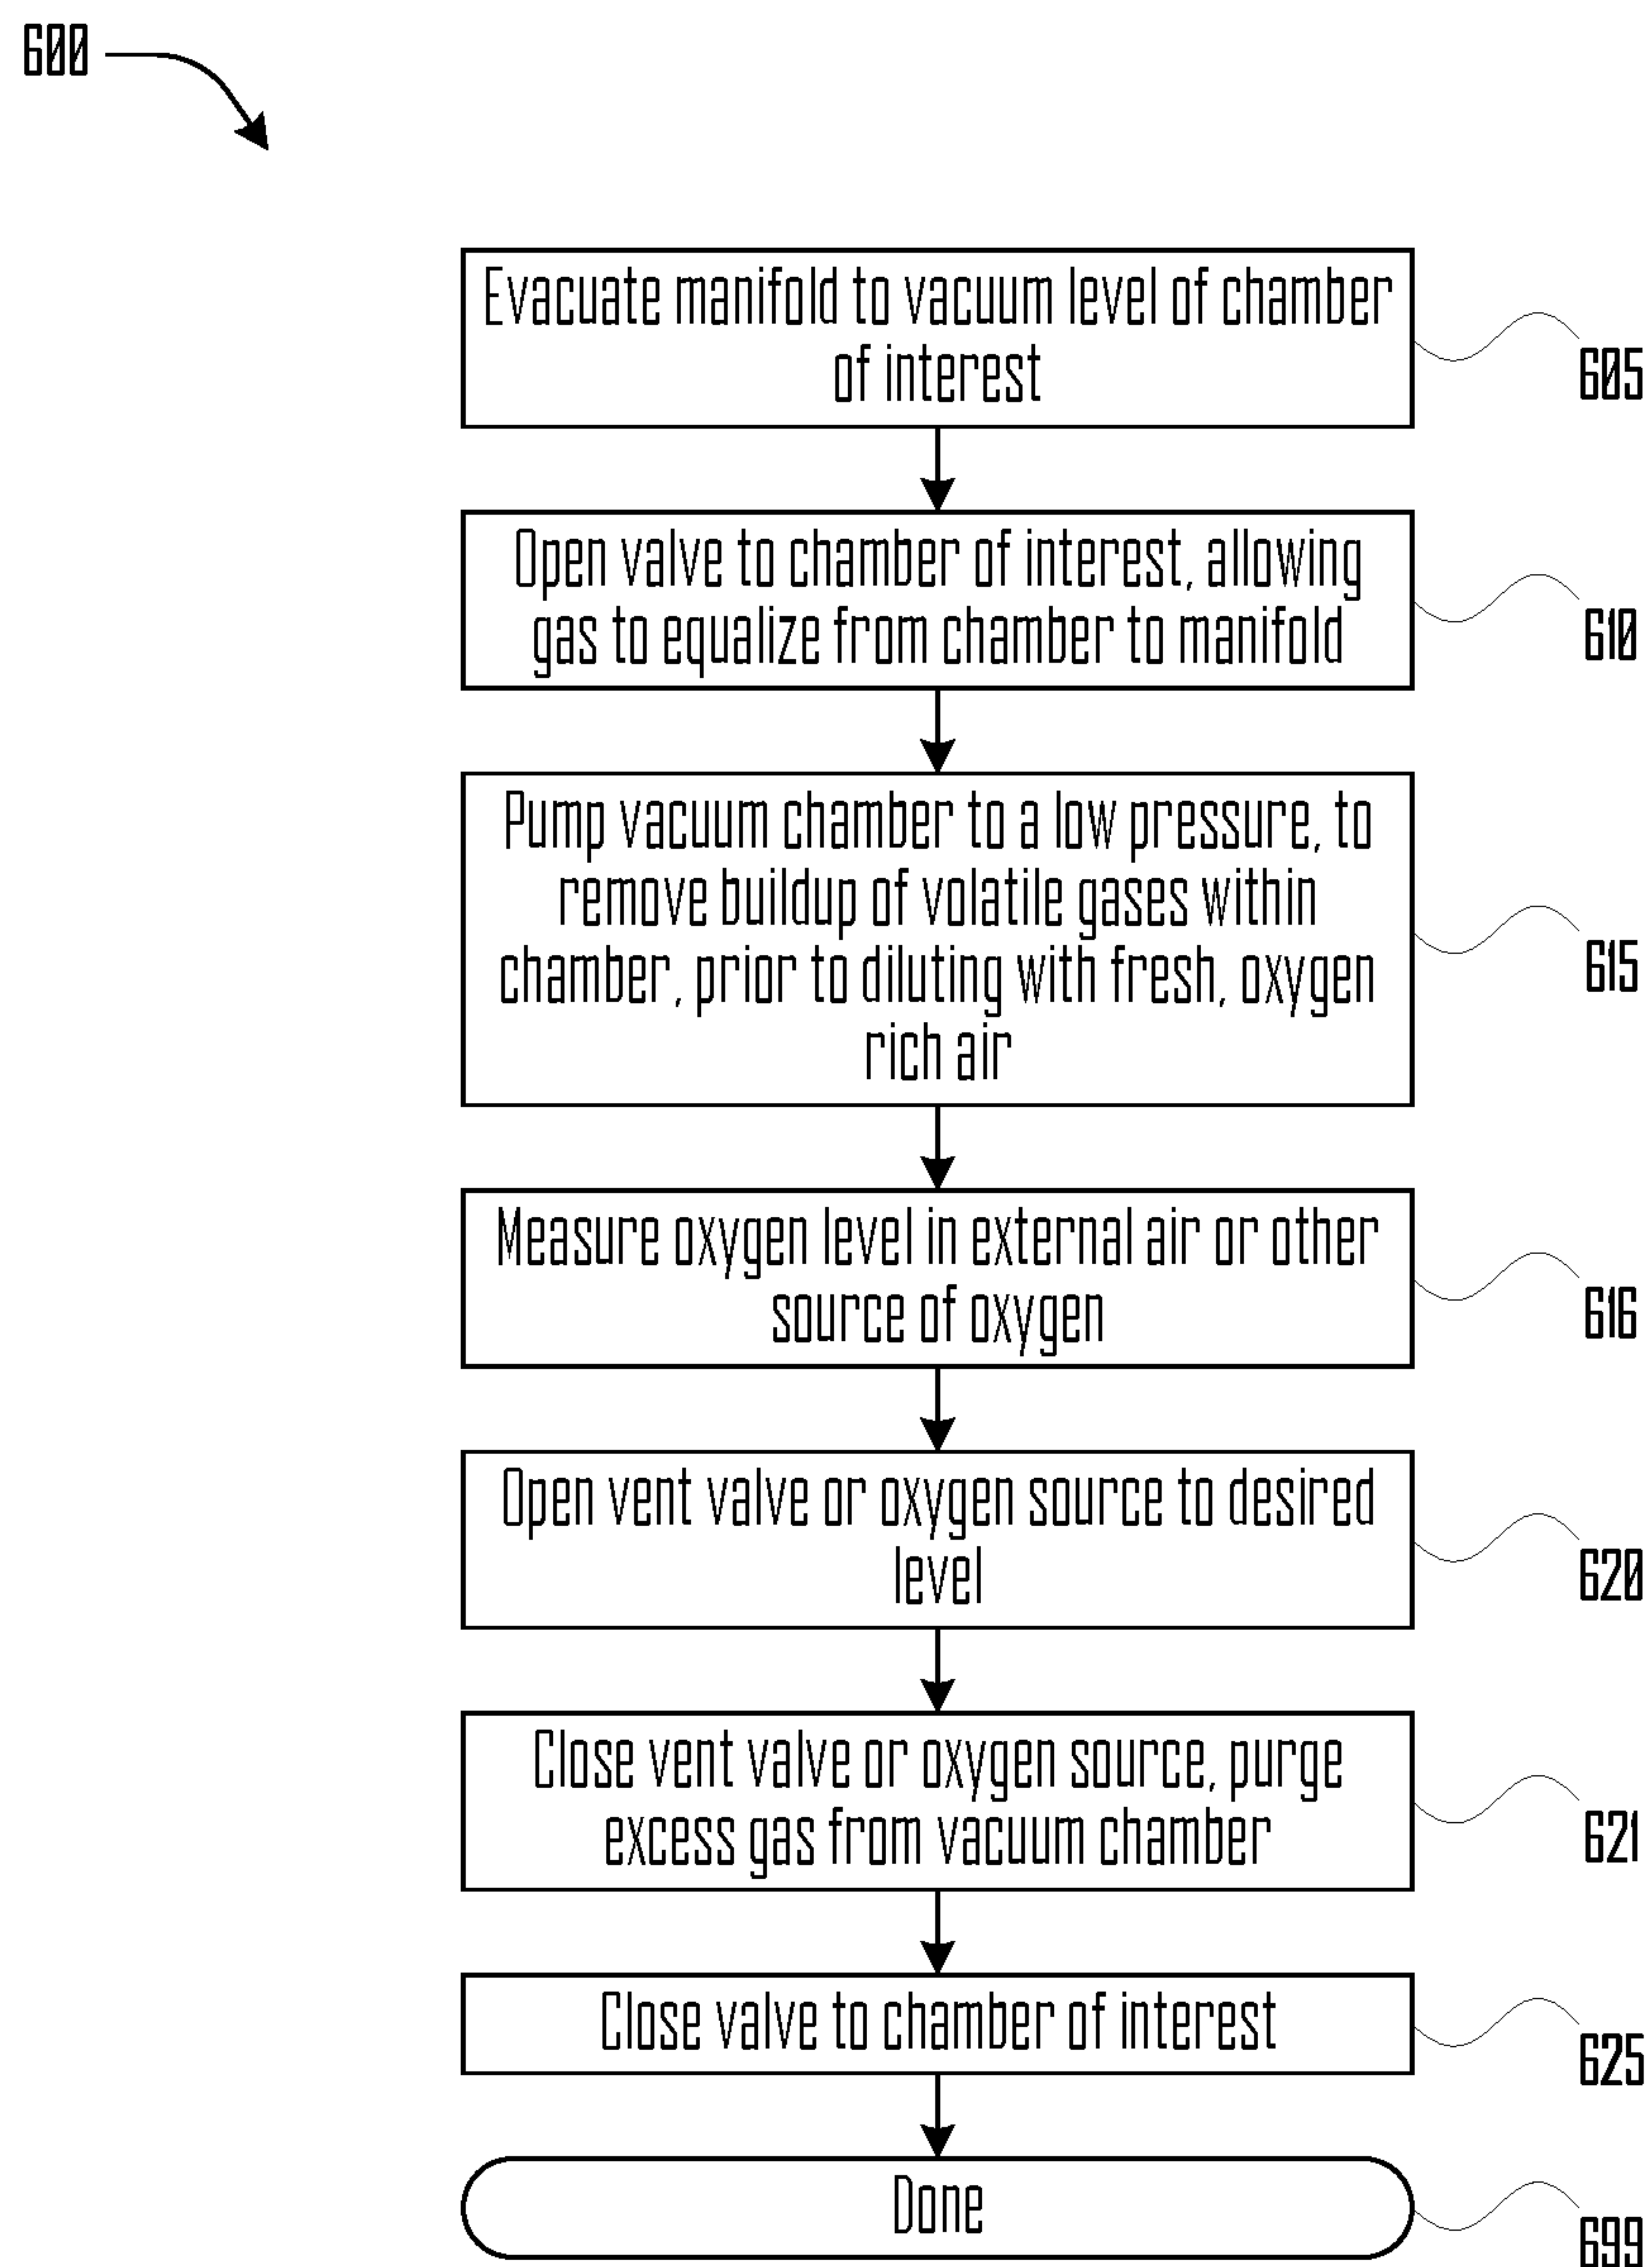 600
Evacuate manifold to vacuum level of chamber
of interest
605
Open valve to chamber of interest, allowing
gas to equalize from chamber to manifold
610
Pump vacuum chamber to a low pressure, to
remove buildup of volatile gases within
chamber, prior to diluting with fresh, oxygen
rich air
615
Measure oxygen level in external air or other
source of oxygen
616
Open vent valve or oxygen source to desired
level
620
Close vent valve or oxygen source, purge
excess gas from vacuum chamber
621
Close valve to chamber of interest
625
Done
699